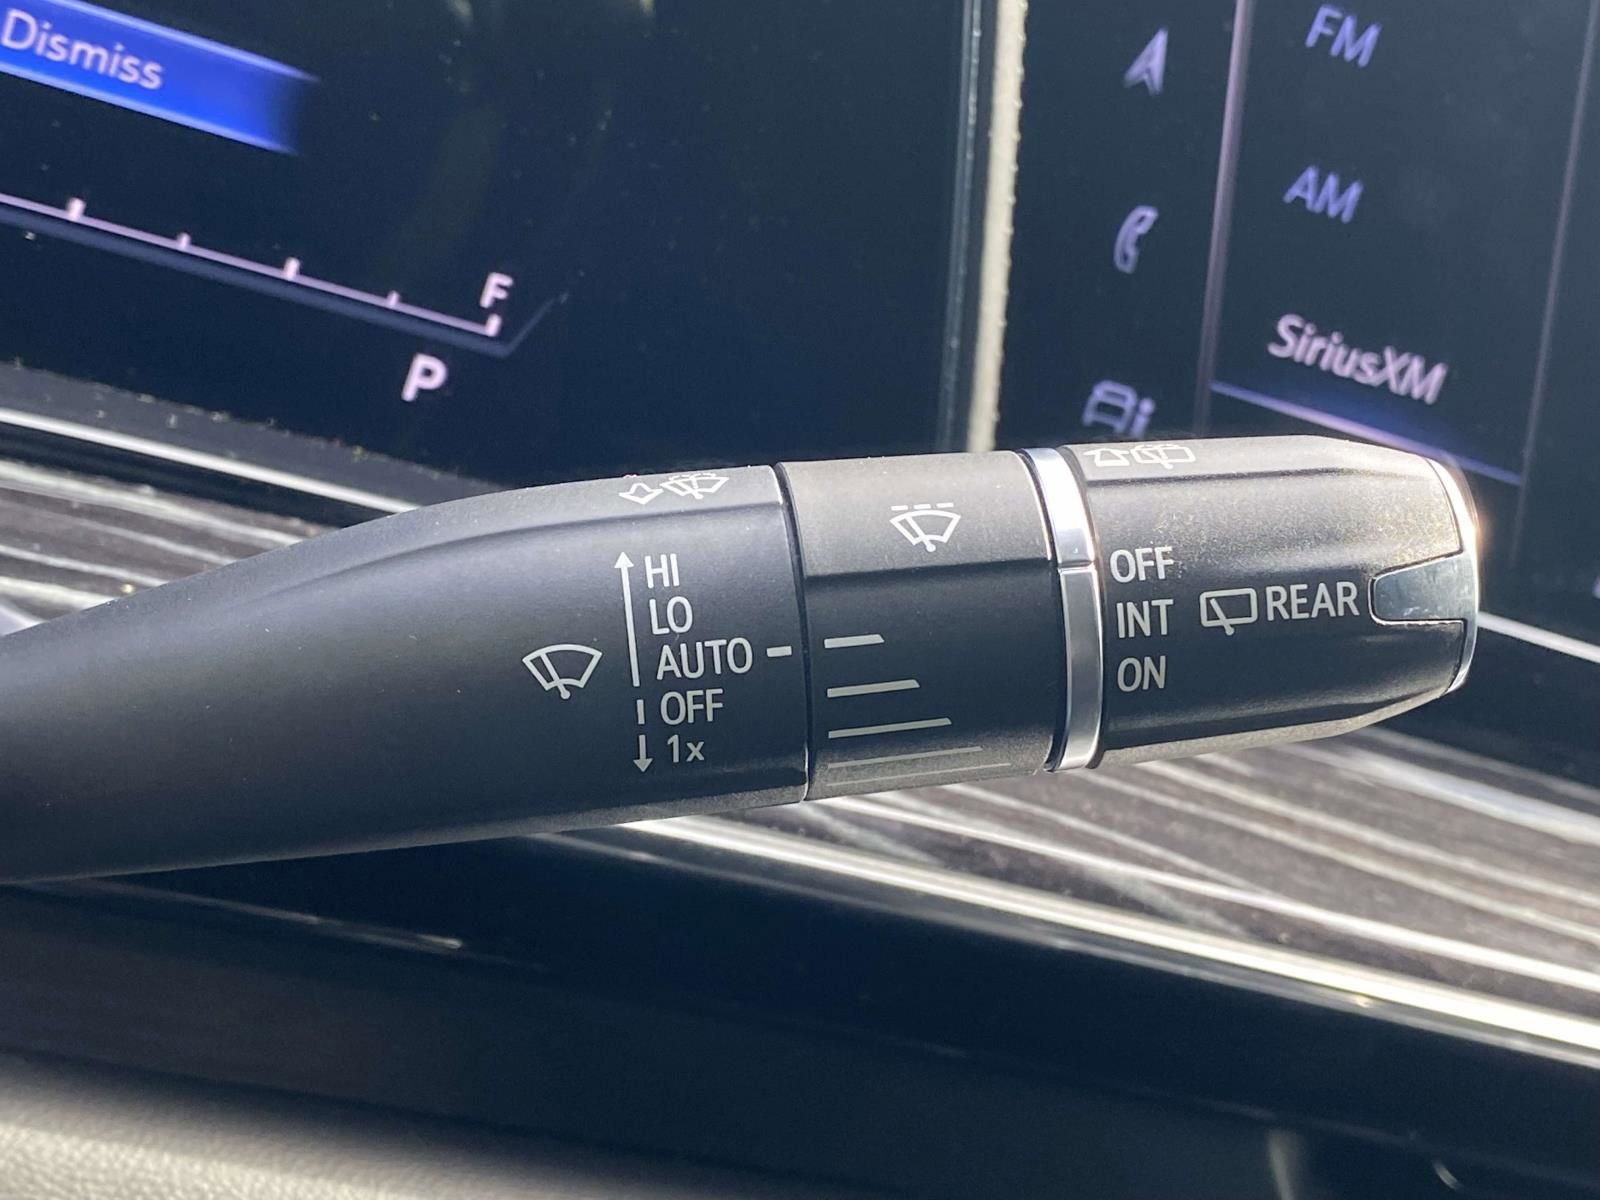 Dismiss
F
P
FM
AM
SiriusXM
i
HI
LO
AUTO
OFF
1x
OFF
INT
ON
REAR